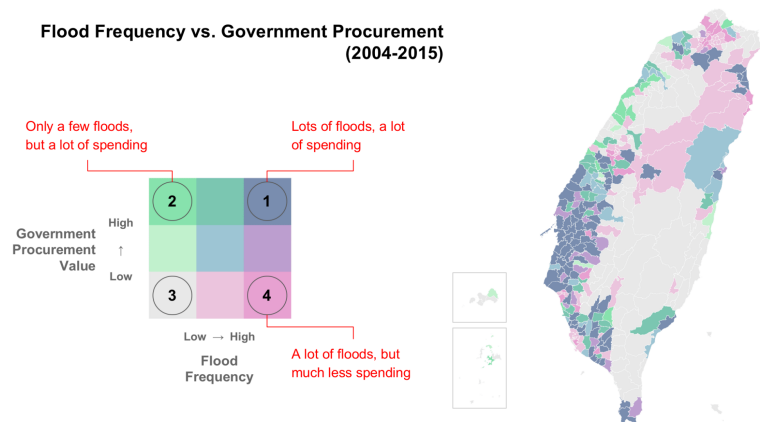 Flood Frequency vs. Government Procurement
(2004-2015)
Only a few floods,
but a lot of spending
Lots of floods, a lot
of spending
2
1
High
Government
Procurement
Value
↑
Low
3
4
Low → High
Flood
Frequency
A lot of floods, but
much less spending